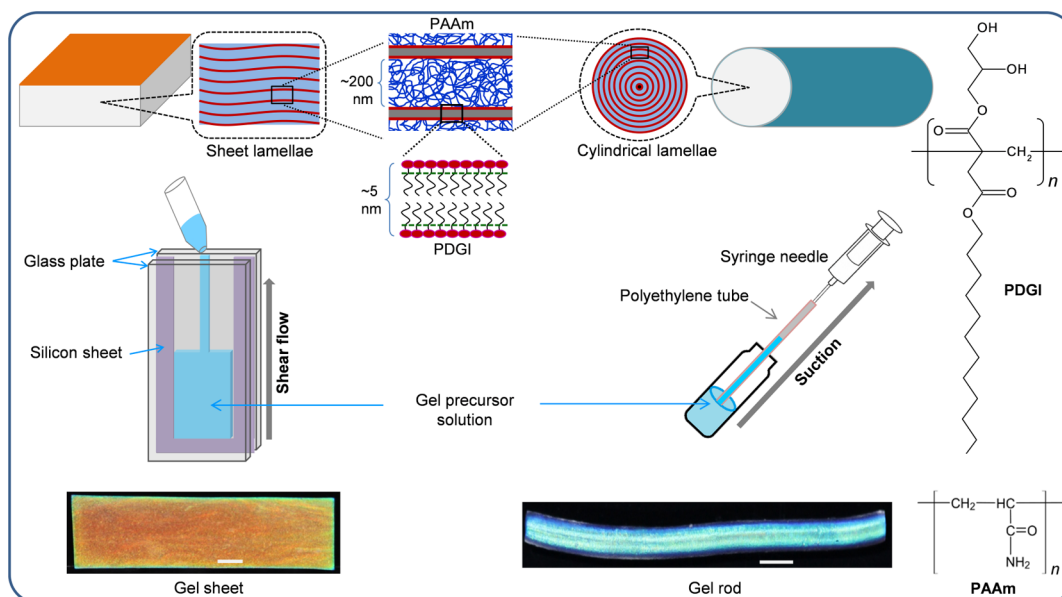 PAAm
~200
nm
Sheet lamellae
Cylindrical lamellae
~5
nm
PDGI
OH
OH
O
O
CH2
n
O
O
PDGI
Glass plate
Silicon sheet
Shear flow
Gel precursor
solution
Syringe needle
Polyethylene tube
Suction
Gel sheet
Gel rod
CH2
HC
C=O
NH2
n
PAAm